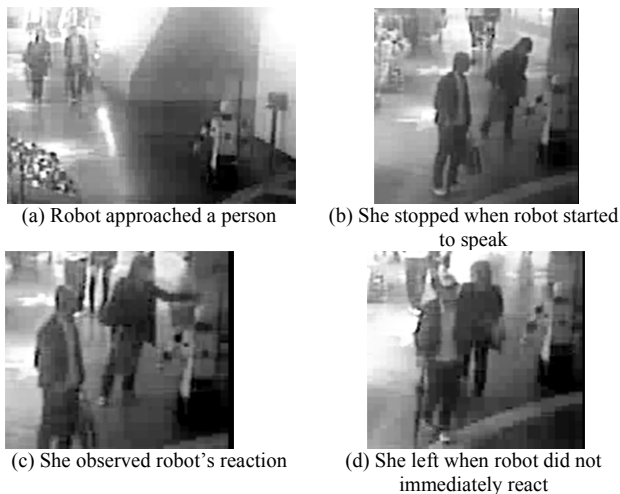 (a) Robot approached a person
(b) She stopped when robot started
to speak
(c) She observed robot's reaction
(d) She left when robot did not
immediately react